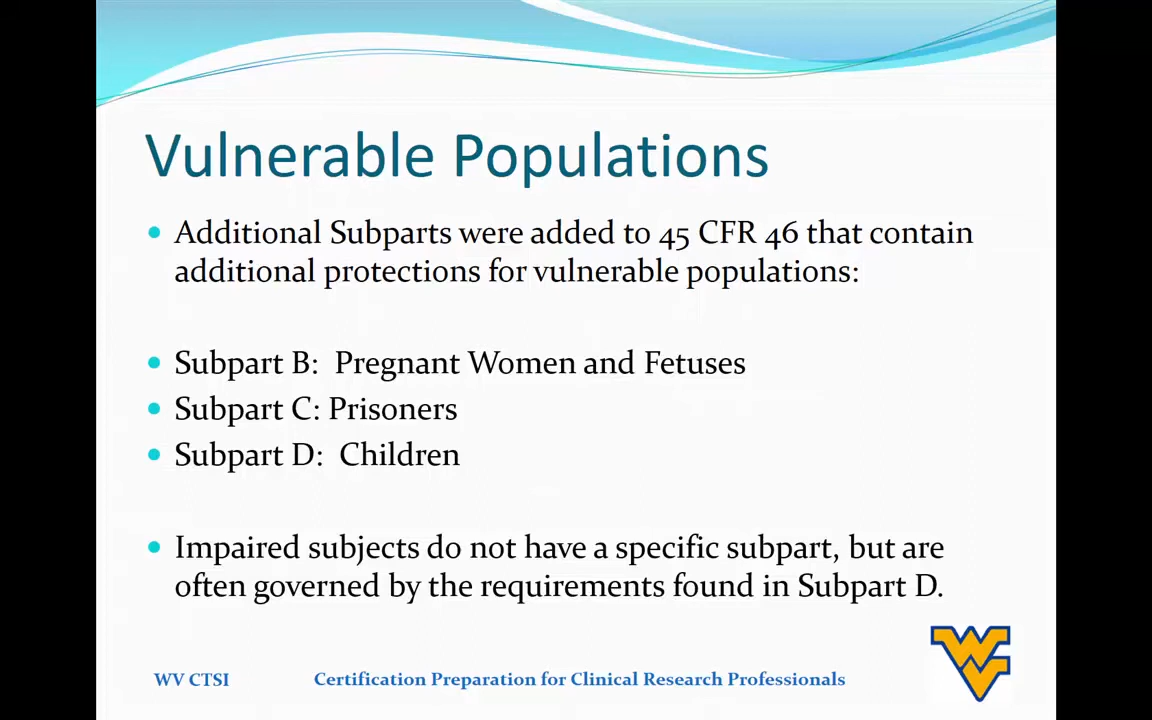 Vulnerable Populations
Additional Subparts were added to 45 CFR 46 that contain
additional protections for vulnerable populations:
Subpart B:  Pregnant Women and Fetuses
Subpart C: Prisoners
Subpart D:  Children
Impaired subjects do not have a specific subpart, but are
often governed by the requirements found in Subpart D.
WV CTSI
Certification Preparation for Clinical Research Professionals
WV